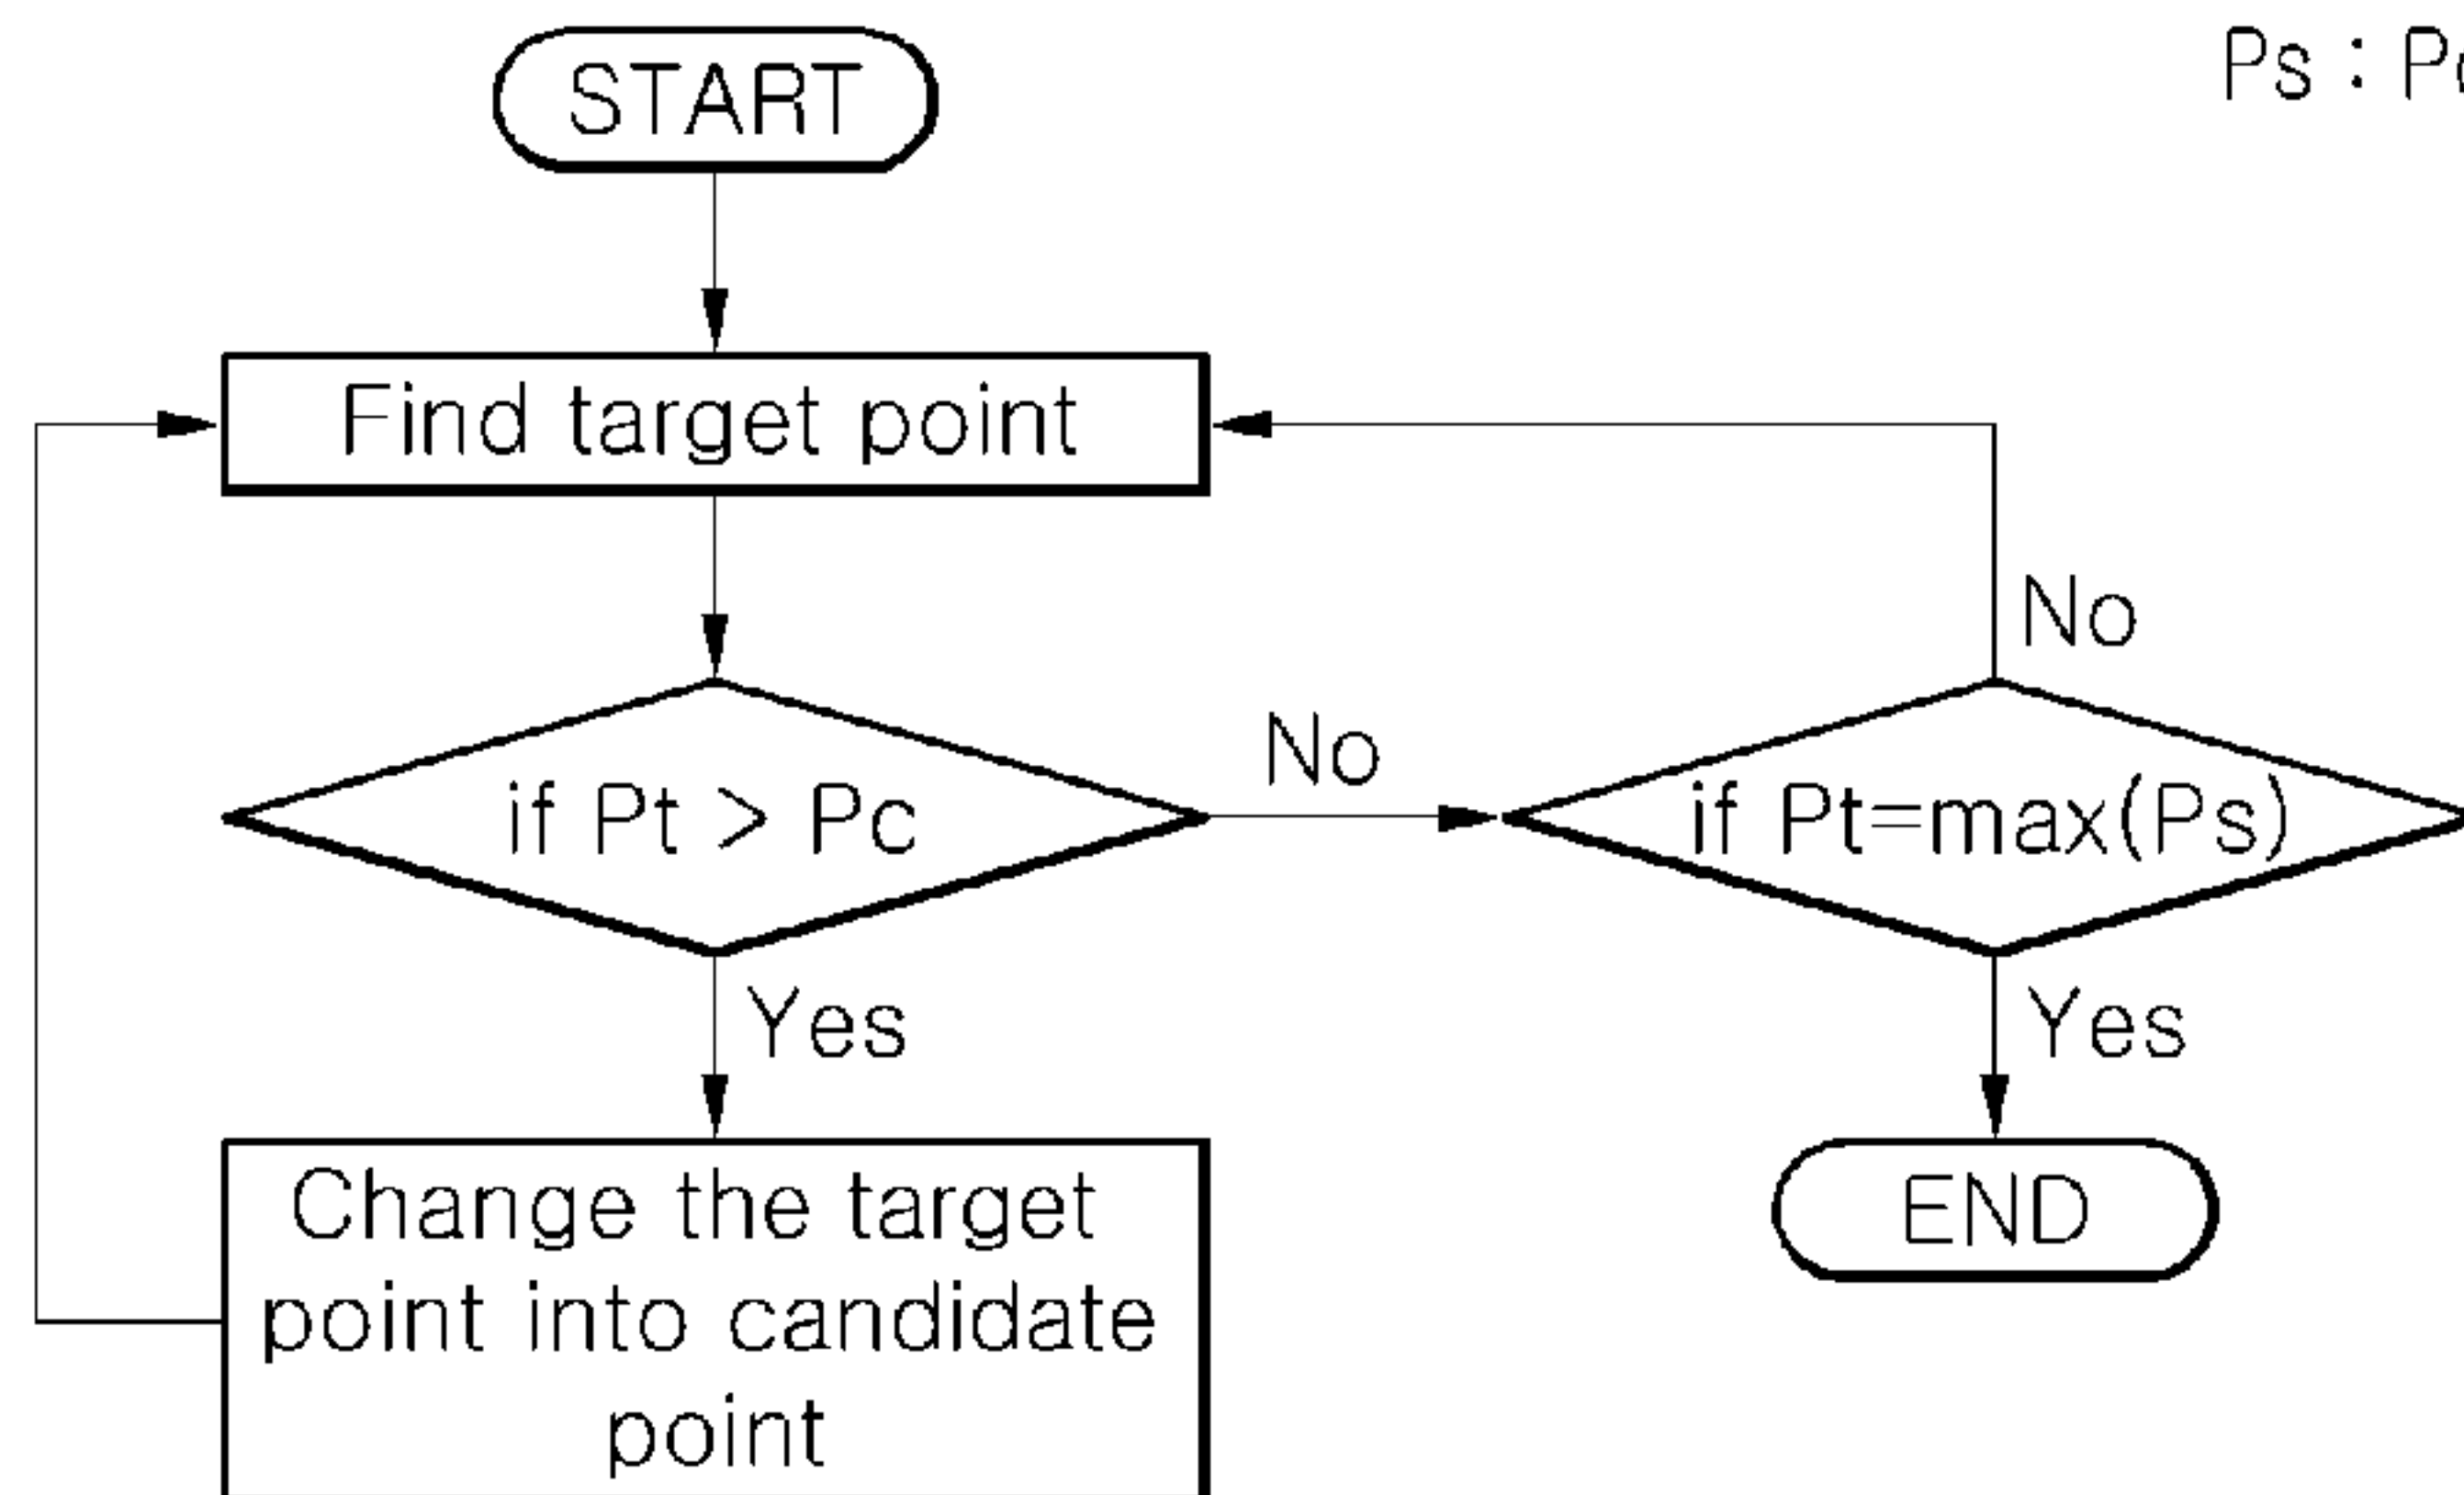 START
Ps :
Find target point
No
No
if Pt > Pc
if Pt=max(Ps)
Yes
Yes
Change the target
point into candidate
point
END